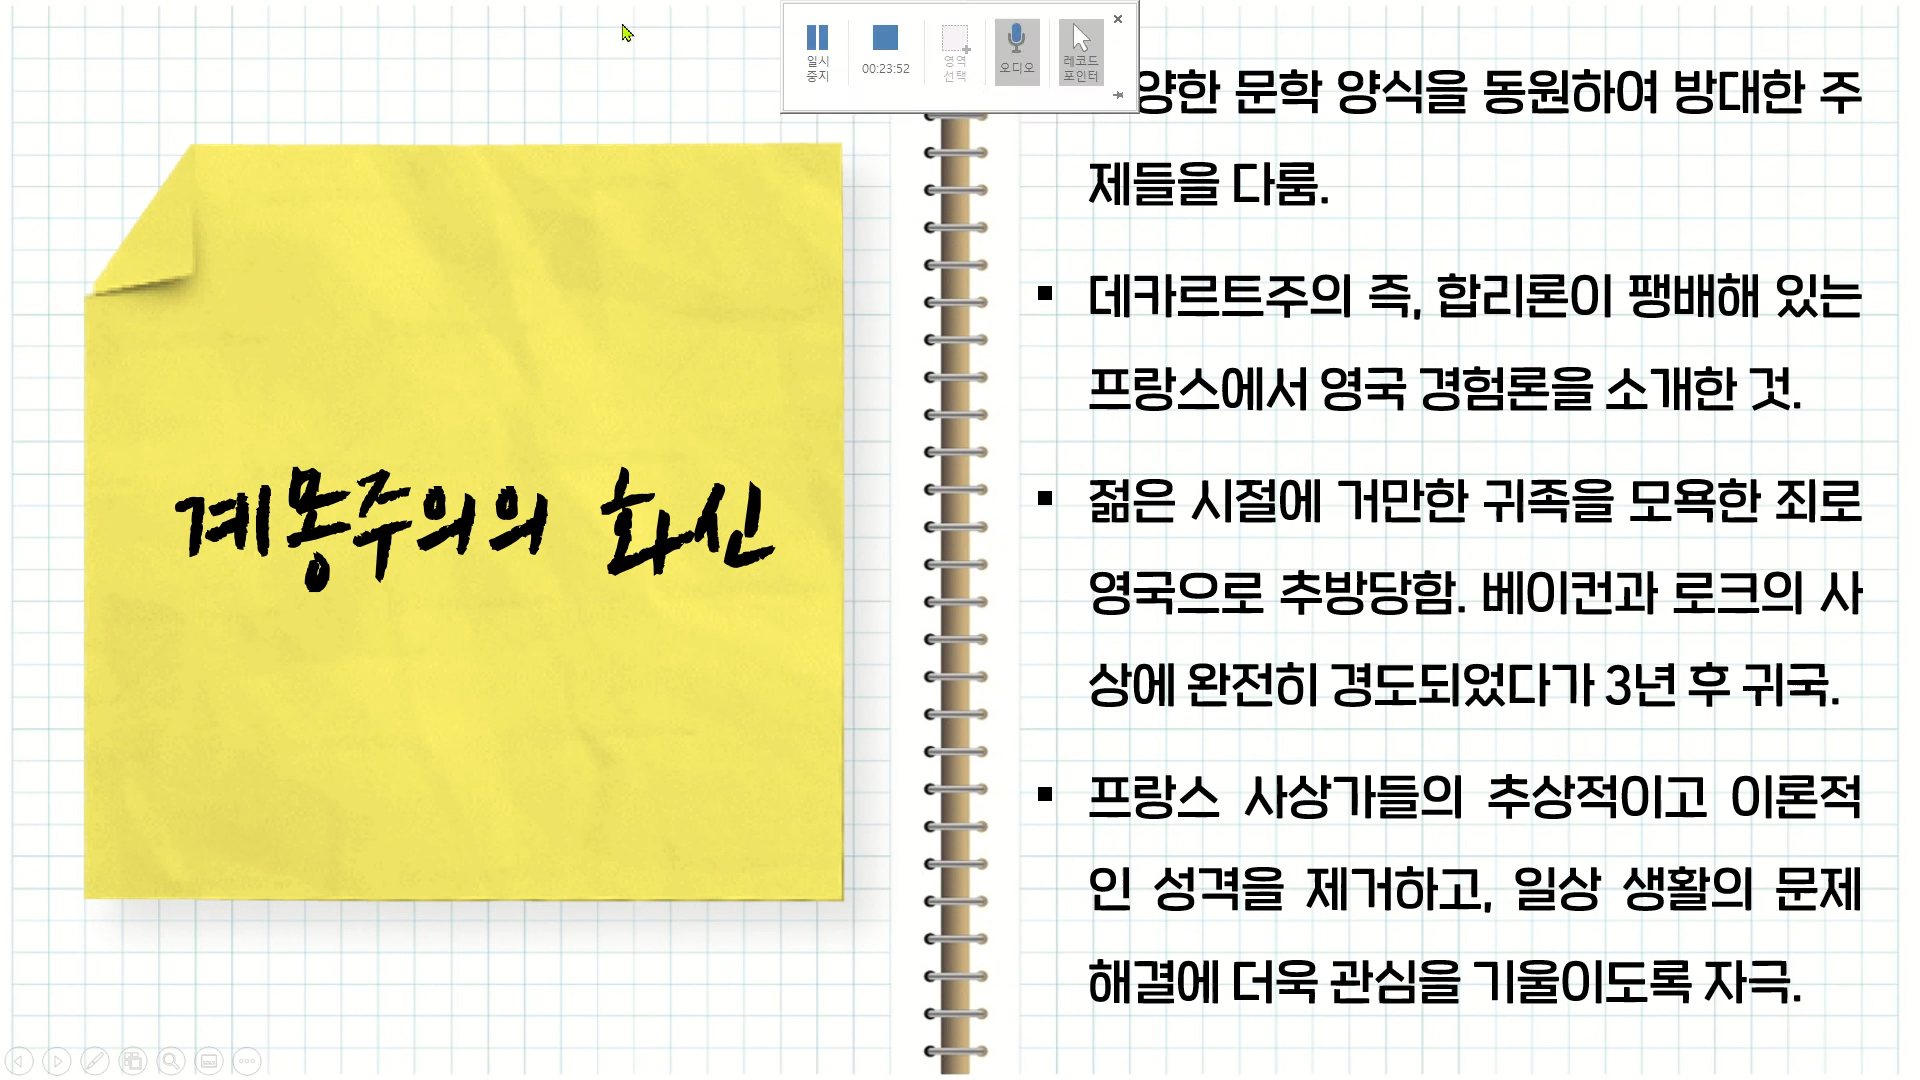 계몽주의의 화신
일시
중지
00:23:52
영역
선택
오디오
레코드
포인터
양한 문학 양식을 동원하여 방대한 주
제들을 다룸.
▪ 데카르트주의 즉, 합리론이 팽배해 있는
프랑스에서 영국 경험론을 소개한 것.
▪ 젊은 시절에 거만한 귀족을 모욕한 죄로
영국으로 추방당함. 베이컨과 로크의 사
상에 완전히 경도되었다가 3년 후 귀국.
▪ 프랑스 사상가들의 추상적이고 이론적
인 성격을 제거하고, 일상 생활의 문제
해결에 더욱 관심을 기울이도록 자극.